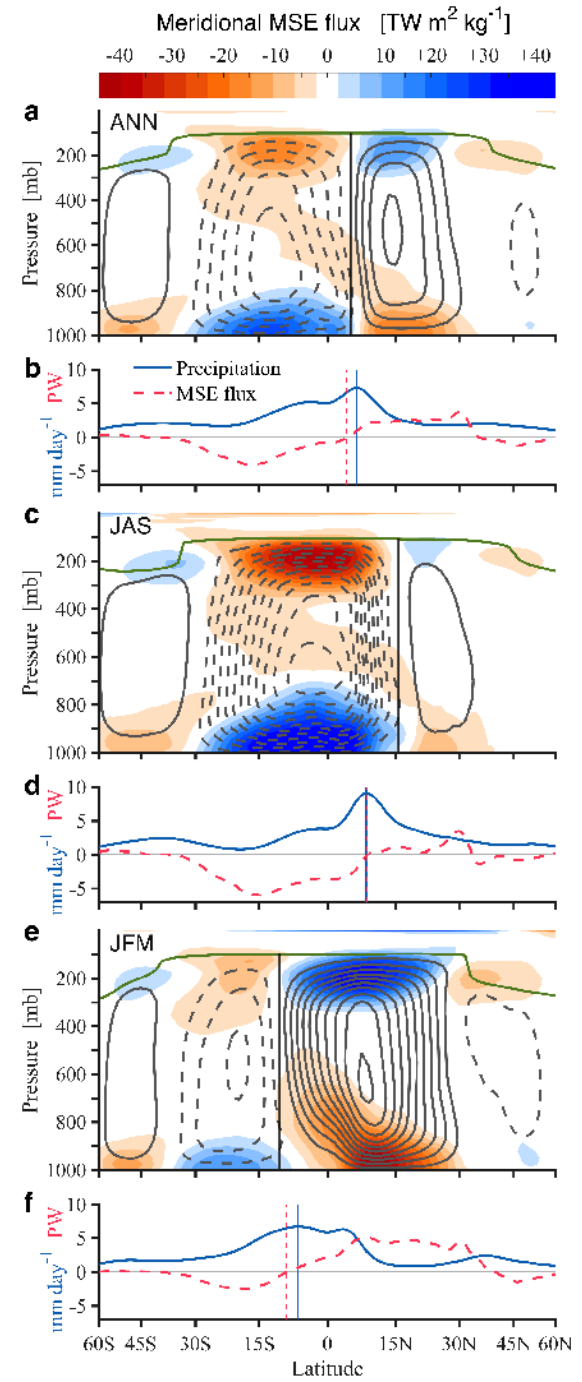 Meridional MSE flux [TW m² kg⁻¹]
-40 -30 -20 -10 0 10 +20 +30 +40
a ANN
200
400
600
800
1000
Pressure [mb]
b
Precipitation
MSE flux
10
5
0
-5
mm day⁻¹ PW
c JAS
200
400
600
800
1000
Pressure [mb]
d
10
5
0
-5
mm day⁻¹ PW
e JFM
200
400
600
800
1000
Pressure [mb]
f
10
5
0
-5
mm day⁻¹ PW
60S 45S 30S 15S 0 15N 30N 45N 60N
Latitude